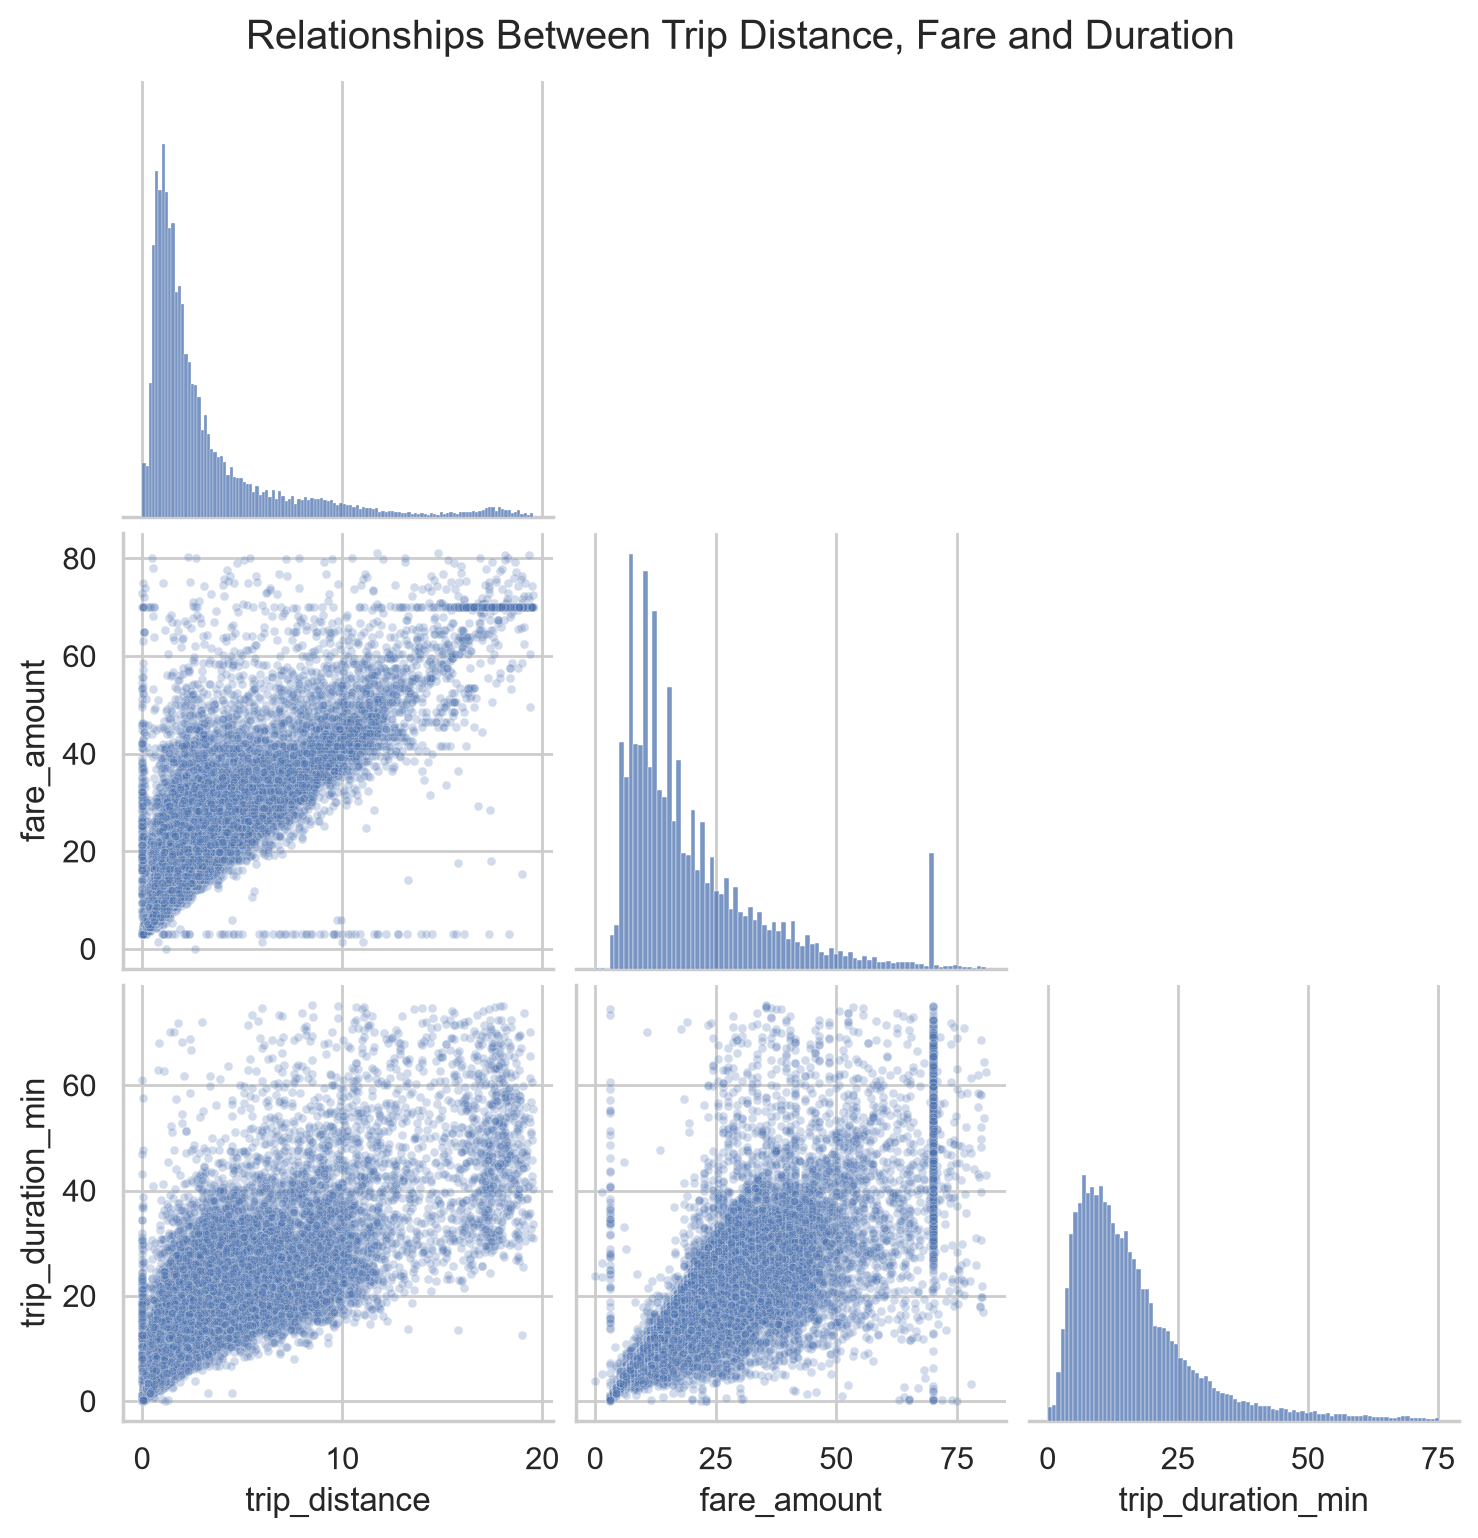 Relationships Between Trip Distance, Fare and Duration
80
60
40
20
0
fare_amount
60
40
20
0
trip_duration_min
0 10 20
0 25 50 75
0 25 50 75
trip_distance
fare_amount
trip_duration_min